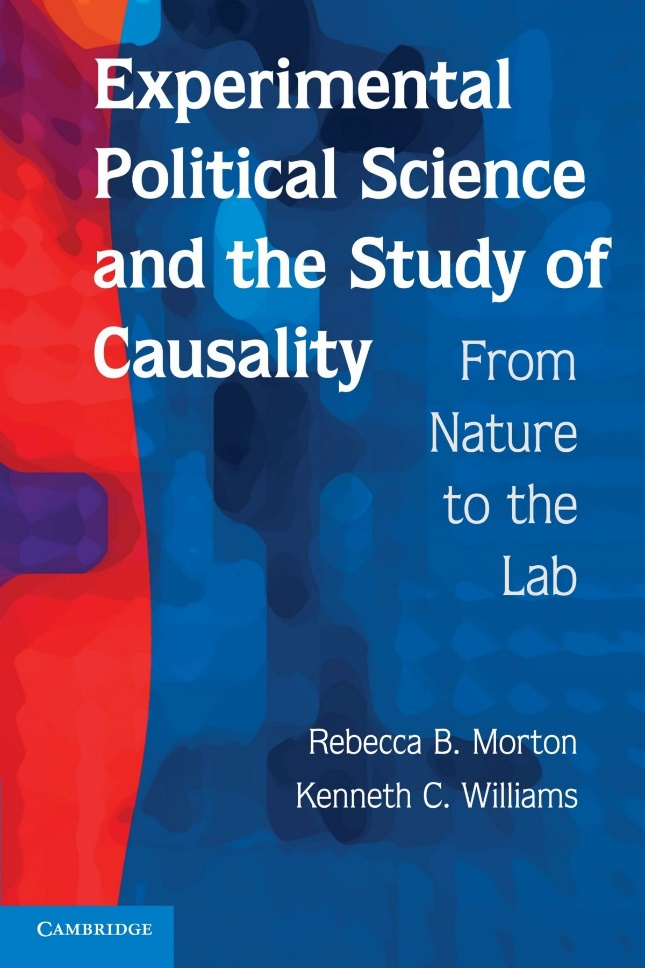 Experimental
Political Science
and the Study of
Causality
From
Nature
to the
Lab
Rebecca B. Morton
Kenneth C. Williams
CAMBRIDGE